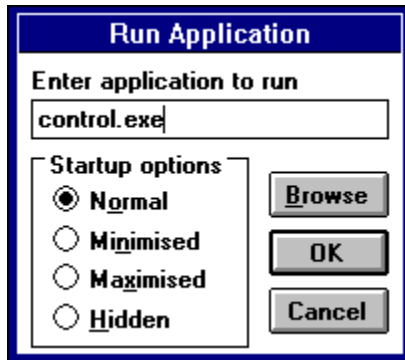 Run Application
Enter application to run
control.exe
Startup options
Normal
Minimised
Maximised
Hidden
Browse
OK
Cancel